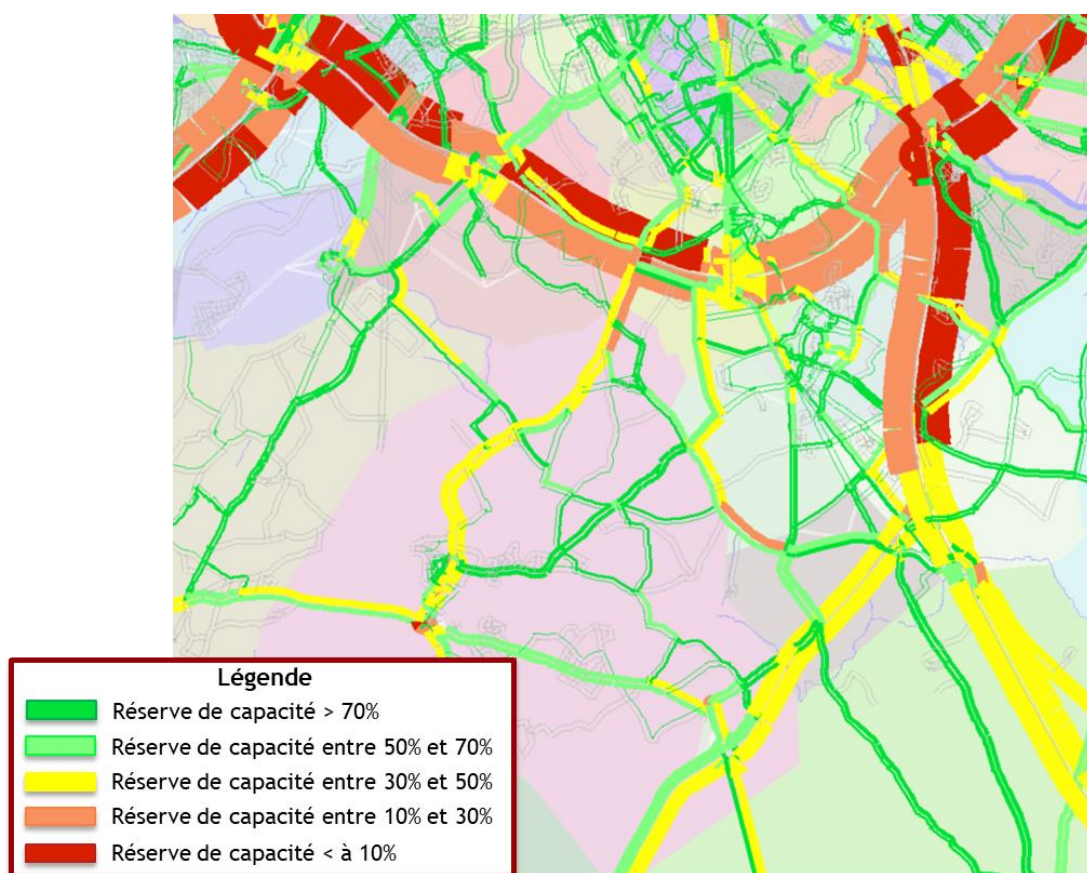 Légende
Réserve de capacité > 70%
Réserve de capacité entre 50% et 70%
Réserve de capacité entre 30% et 50%
Réserve de capacité entre 10% et 30%
Réserve de capacité < à 10%